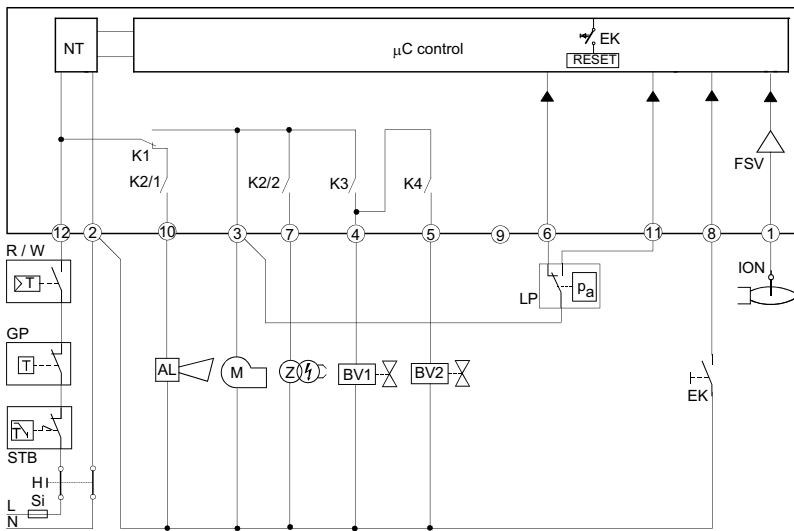 NT
µC control
EK
RESET
K1
K2/1
K2/2
K3
K4
FSV
12
2
10
3
7
4
5
9
6
11
8
1
R / W
T
LP
pa
ION
GP
T
AL
M
Z
BV1
BV2
EK
T
STB
H
Si
L
N